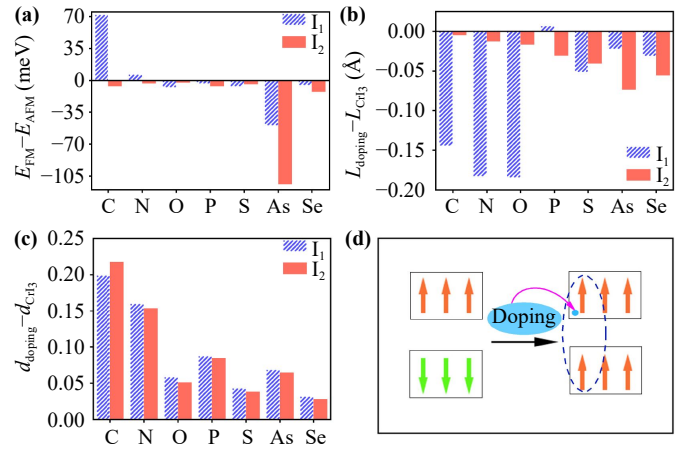 (a)
70
35
0
−35
−70
−105
E_FM−E_AFM (meV)
I₁
I₂
C N O P S As Se
(b)
0.00
−0.05
−0.10
−0.15
−0.20
L_doping−L_CrI₃ (Å)
I₁
I₂
C N O P S As Se
(c)
0.25
0.20
0.15
0.10
0.05
0.00
d_doping−d_CrI₃
I₁
I₂
C N O P S As Se
(d)
Doping